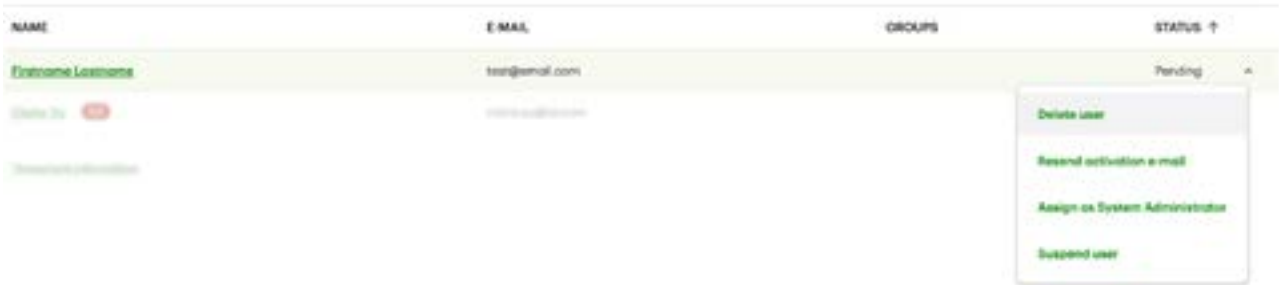 NAME E-MAIL GROUPS STATUS ↑
Firstname Lastname test@email.com Pending
Delete user
Resend activation e-mail
Assign as System Administrator
Suspend user